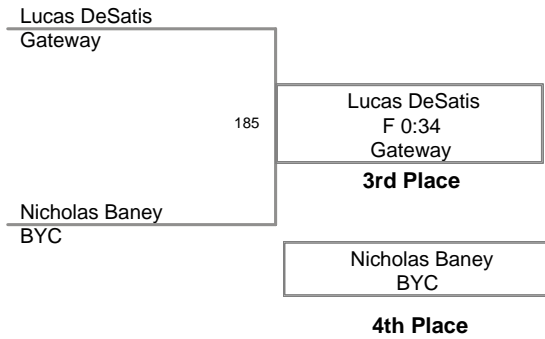 Lucas DeSatis
Gateway
185
Lucas DeSatis
F 0:34
Gateway
3rd Place
Nicholas Baney
BYC
Nicholas Baney
BYC
4th Place